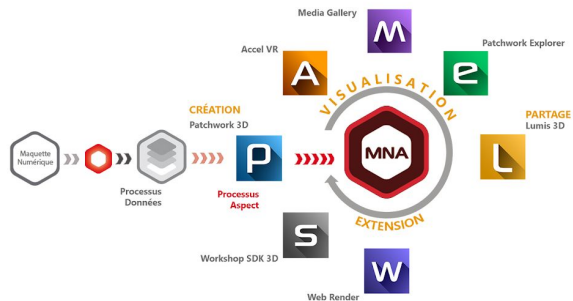 Media Gallery
M
Accel VR
A
Patchwork Explorer
e
VISUALISATION
CRÉATION
Patchwork 3D
P
PARTAGE
Lumis 3D
L
Maquette
Numérique
MNA
Processus
Données
Processus
Aspect
EXTENSION
S
Workshop SDK 3D
W
Web Render